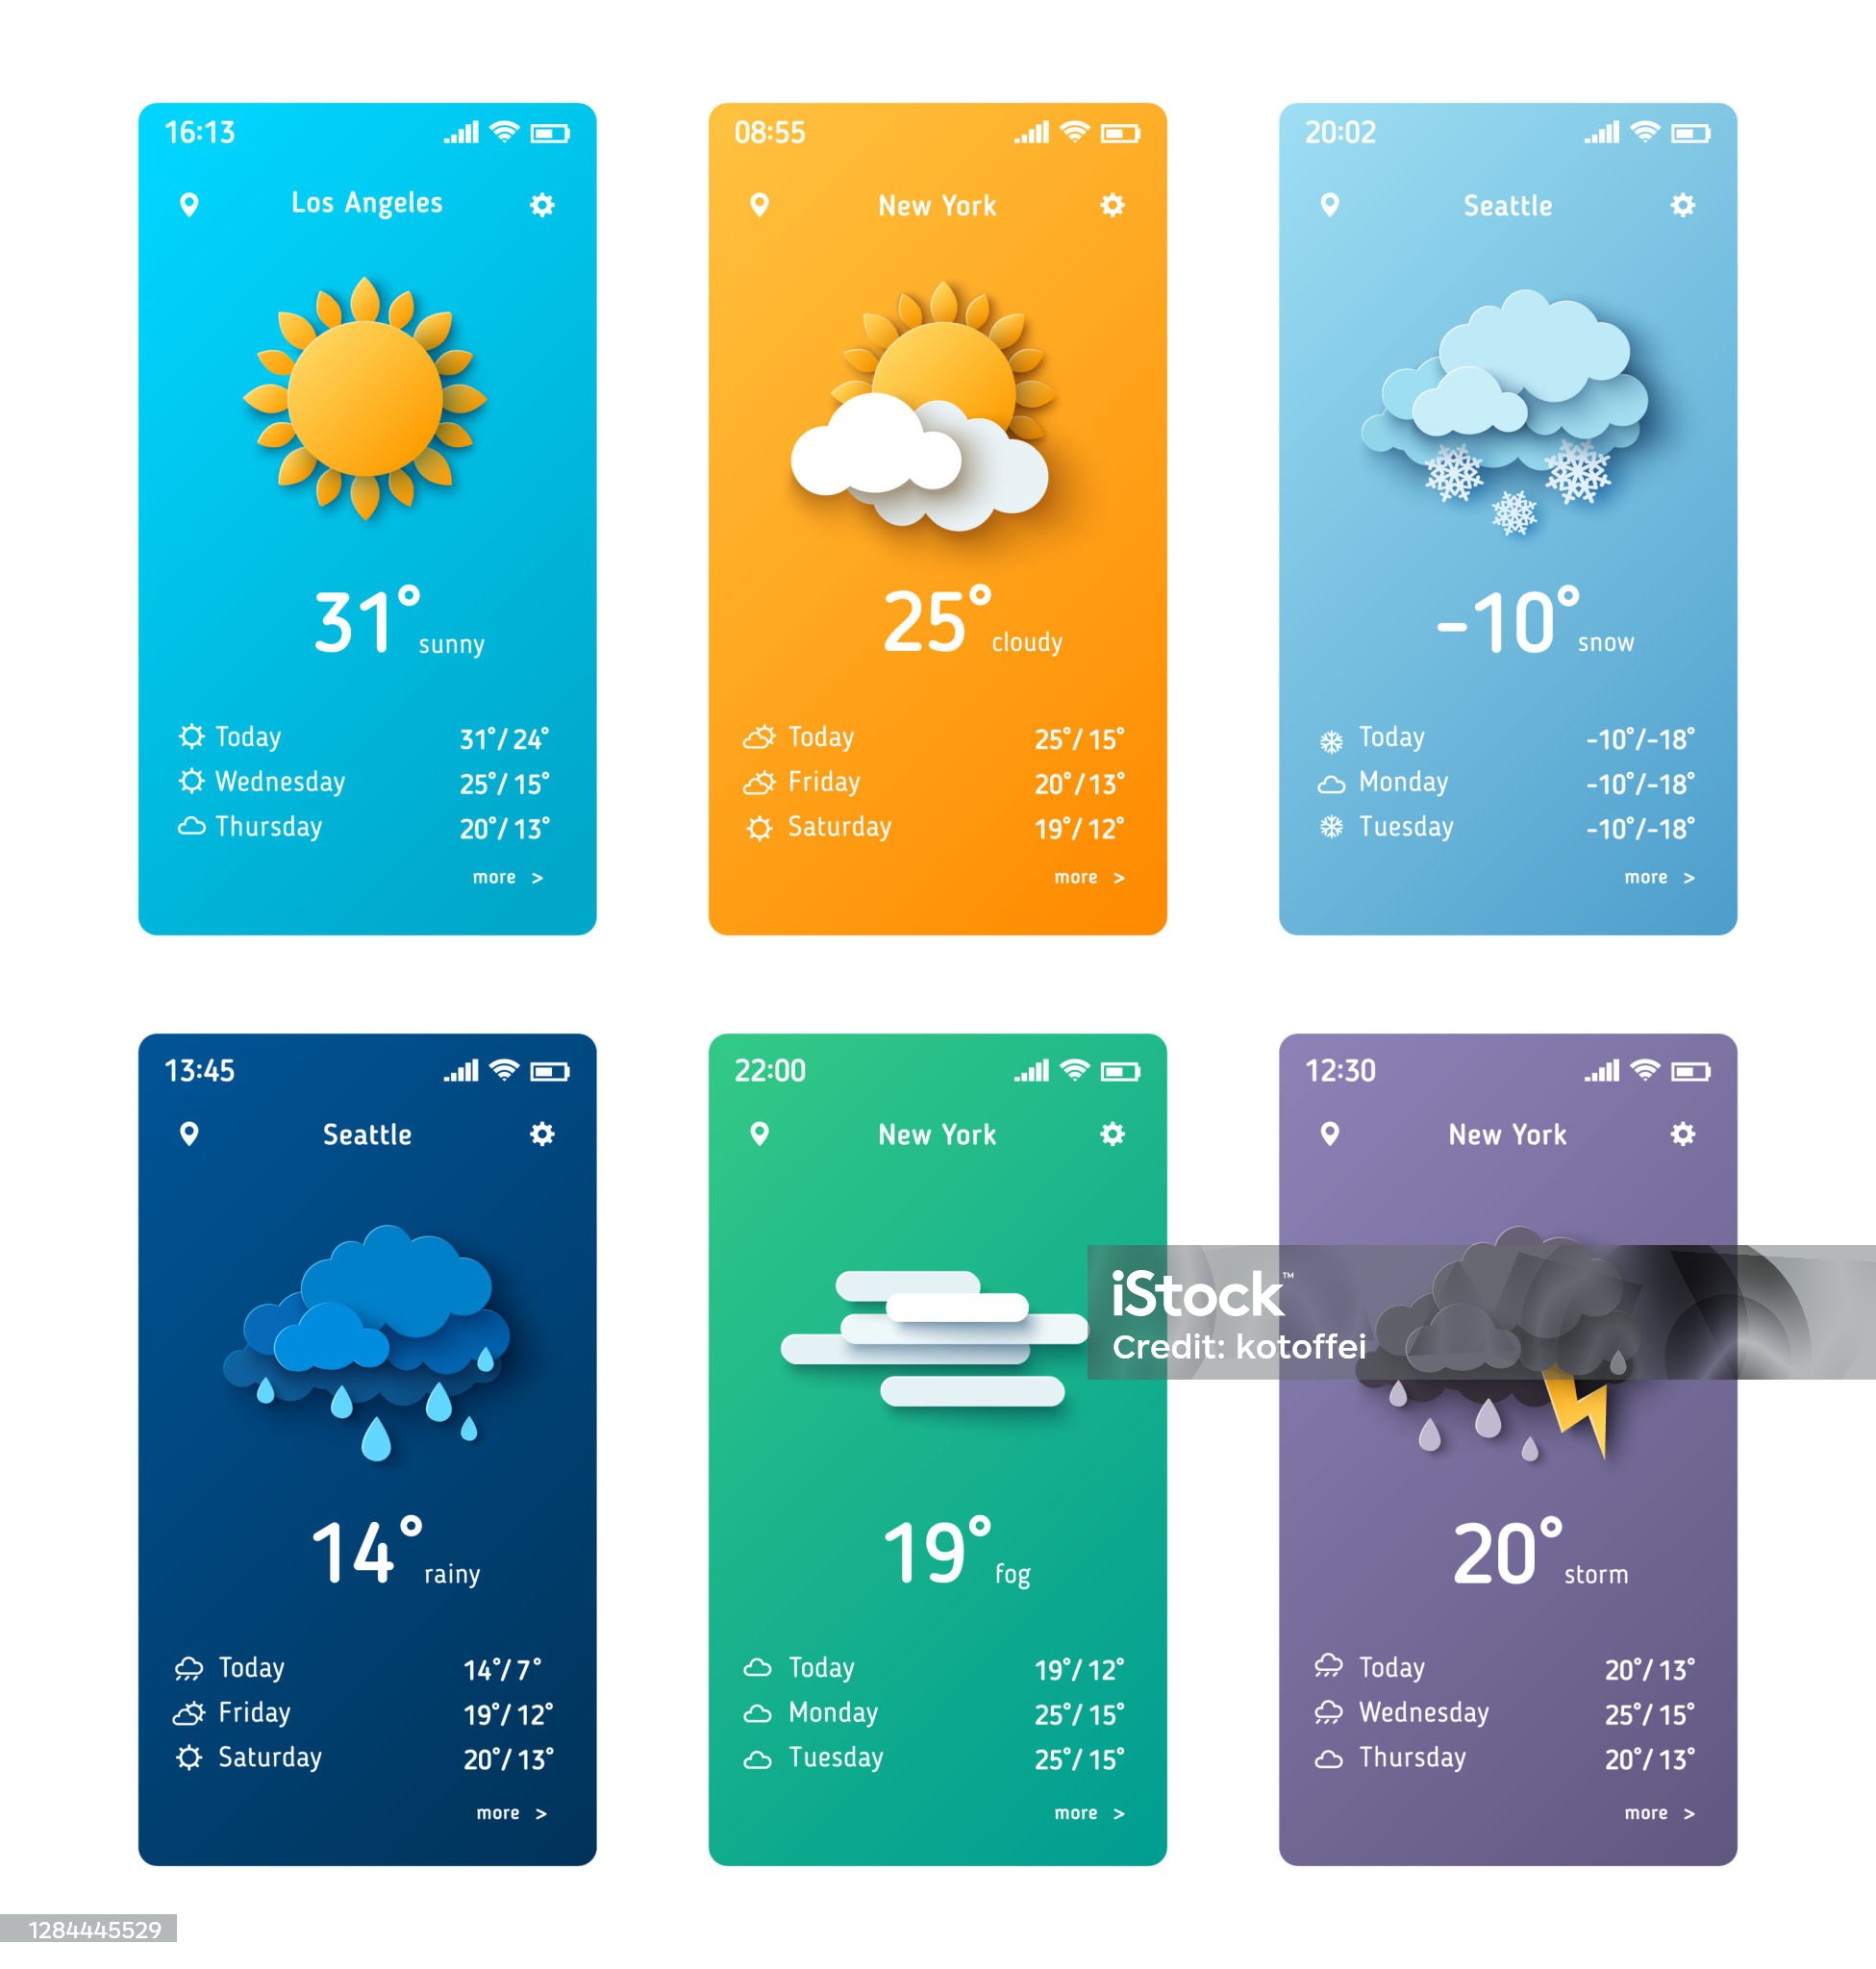 16:13
Los Angeles
31° sunny
Today 31°/ 24°
Wednesday 25°/ 15°
Thursday 20°/ 13°
more >
08:55
New York
25° cloudy
Today 25°/ 15°
Friday 20°/ 13°
Saturday 19°/ 12°
more >
20:02
Seattle
-10° snow
Today -10°/-18°
Monday -10°/-18°
Tuesday -10°/-18°
more >
13:45
Seattle
14° rainy
Today 14°/ 7°
Friday 19°/ 12°
Saturday 20°/ 13°
more >
22:00
New York
19° fog
Today 19°/ 12°
Monday 25°/ 15°
Tuesday 25°/ 15°
more >
12:30
New York
20° storm
Today 20°/ 13°
Wednesday 25°/ 15°
Thursday 20°/ 13°
more >
iStock™
Credit: kotoffei
1284445529